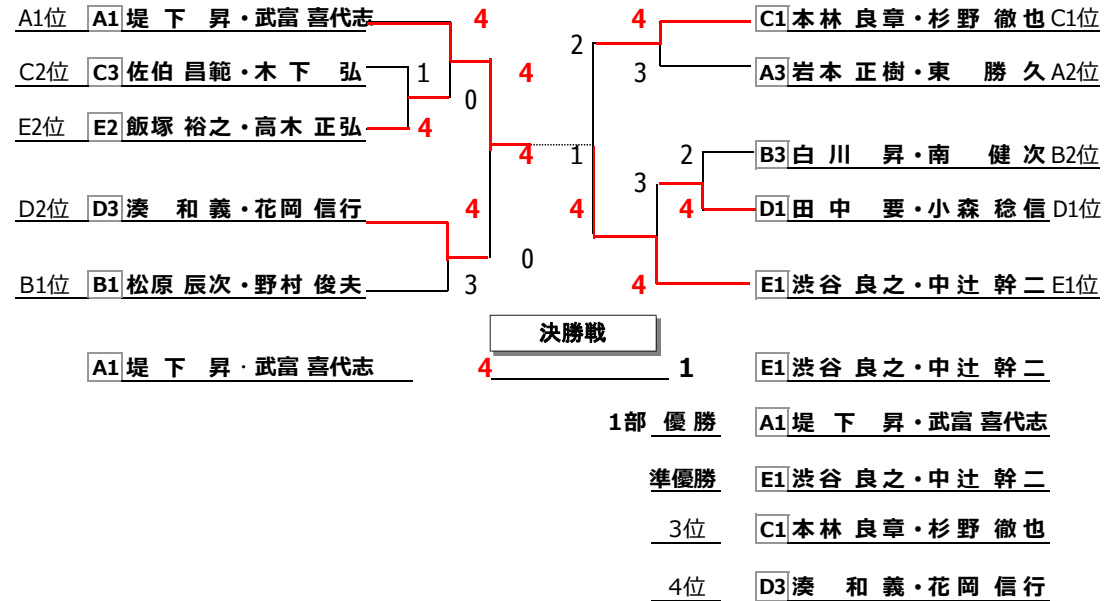 A1位 A1 堤 下 昇・武富 喜代志 4 4 C1 本林 良章・杉野 徹也 C1位
2
C2位 C3 佐伯 昌範・木下 弘 1 4 3 A3 岩本 正樹・東 勝久 A2位
0
E2位 E2 飯塚 裕之・高木 正弘 4
4 1 2 B3 白川 昇・南 健次 B2位
3
D2位 D3 湊 和義・花岡 信行 4 4 4 D1 田中 要・小森 稔信 D1位
0
B1位 B1 松原 辰次・野村 俊夫 3 4 E1 渋谷 良之・中辻 幹二 E1位
決勝戦
A1 堤 下 昇・武富 喜代志 4 1 E1 渋谷 良之・中辻 幹二
1部 優勝 A1 堤 下 昇・武富 喜代志
準優勝 E1 渋谷 良之・中辻 幹二
3位 C1 本林 良章・杉野 徹也
4位 D3 湊 和義・花岡 信行